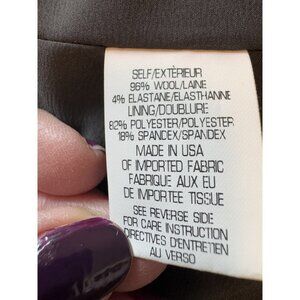 SELF/EXTÉRIEUR
96% WOOL/LAINE
4% ELASTANE/ELASTHANNE
LINING/DOUBLURE
82% POLYESTER/POLYESTER
18% SPANDEX/SPANDEX
MADE IN USA
OF IMPORTED FABRIC
FABRIQUE AUX EU
DE IMPORTEE TISSUE
SEE REVERSE SIDE
FOR CARE INSTRUCTION
DIRECTIVES D'ENTRETIEN
AU VERSO